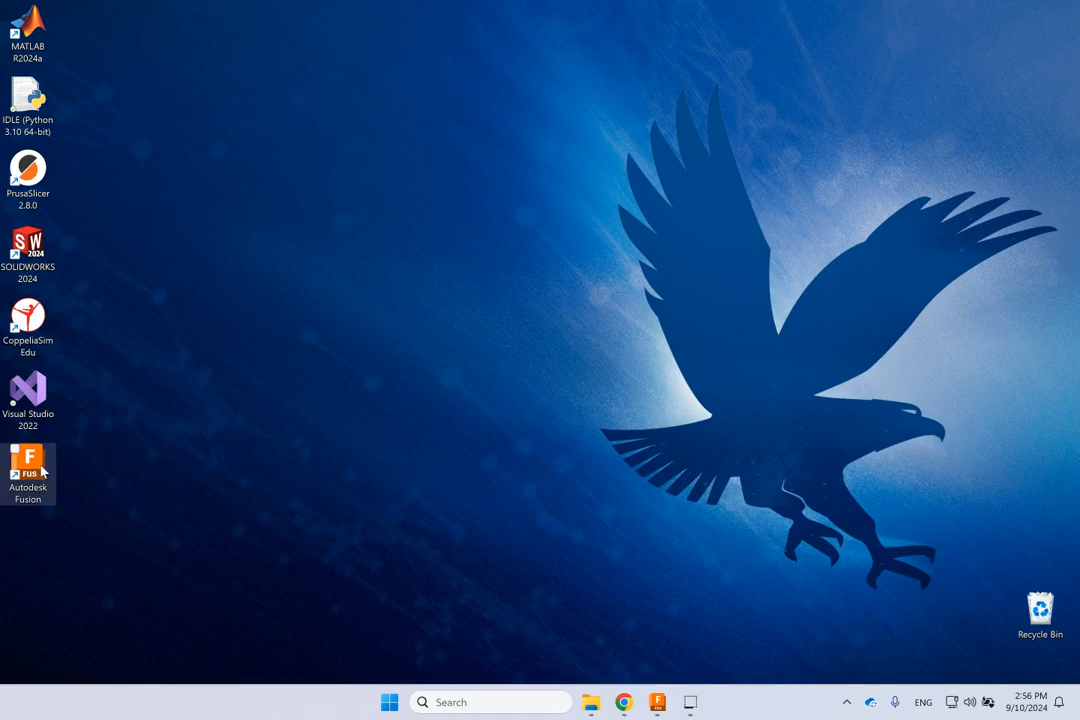 MATLAB
R2024a
IDLE (Python
3.10 64-bit)
PrusaSlicer
2.8.0
SW
2024
SOLIDWORKS
2024
CoppeliaSim
Edu
Visual Studio
2022
F
FUS
Autodesk
Fusion
Recycle Bin
Search
F
FUS
ENG
2:56 PM
9/10/2024